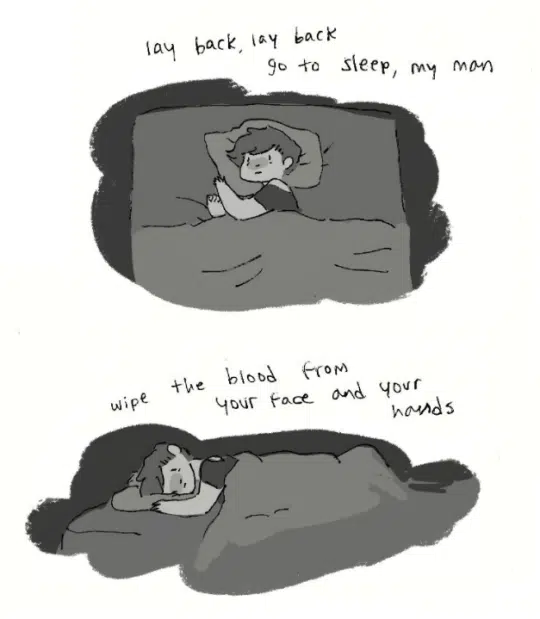 lay back, lay back
go to sleep, my man
wipe the blood from
your face and your
hands